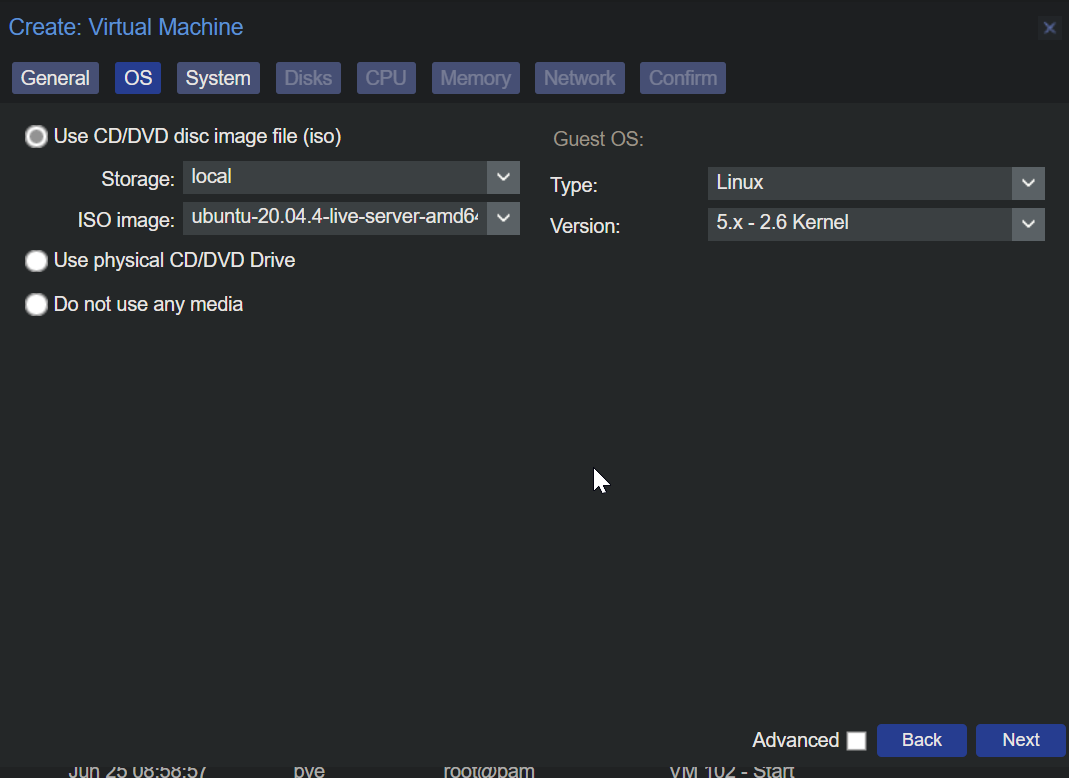 Create: Virtual Machine
General OS System Disks CPU Memory Network Confirm
Use CD/DVD disc image file (iso)
Storage: local
ISO image: ubuntu-20.04.4-live-server-amd64
Use physical CD/DVD Drive
Do not use any media
Guest OS:
Type: Linux
Version: 5.x - 2.6 Kernel
Advanced Back Next
Jun 25 08:58:57 pve root@pam VM 102 - Start